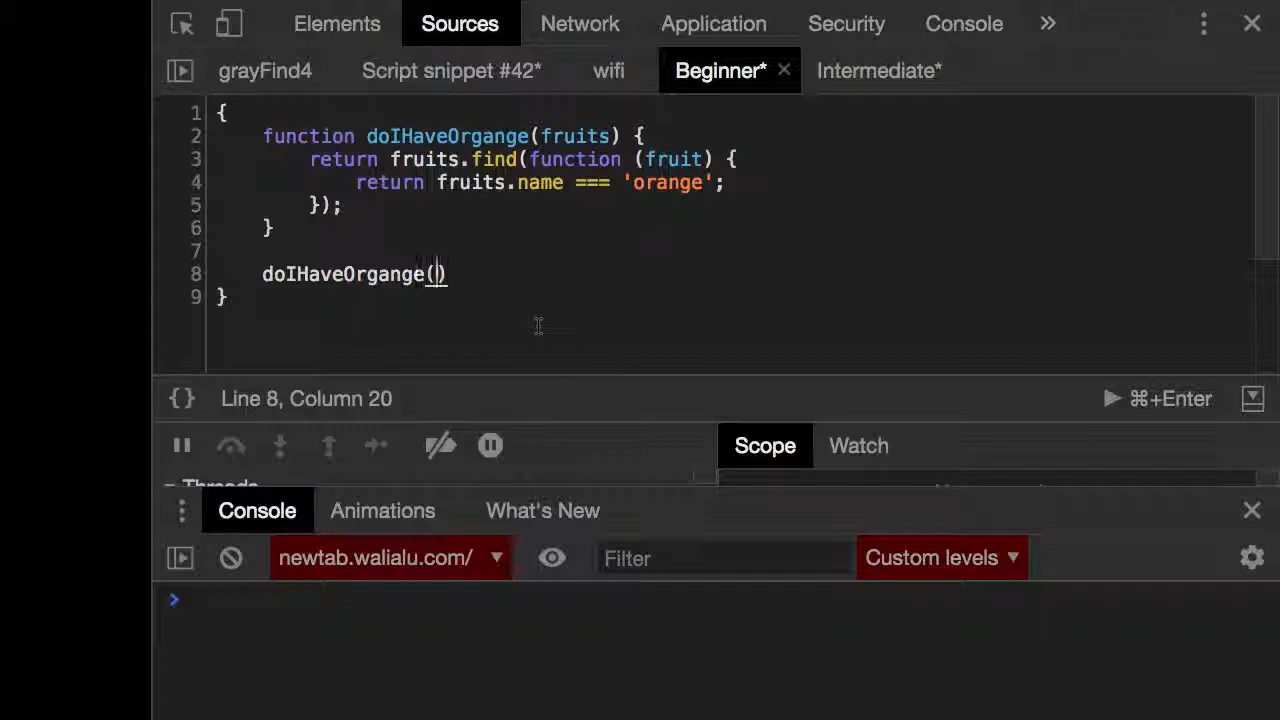 Elements Sources Network Application Security Console »
grayFind4 Script snippet #42* wifi Beginner* × Intermediate*
1 {
2 function doIHaveOrgange(fruits) {
3 return fruits.find(function (fruit) {
4 return fruits.name === 'orange';
5 });
6 }
7
8 doIHaveOrgange()
9 }
{} Line 8, Column 20 ⌘+Enter
Scope Watch
Threads
Console Animations What's New
newtab.walialu.com/ Filter Custom levels